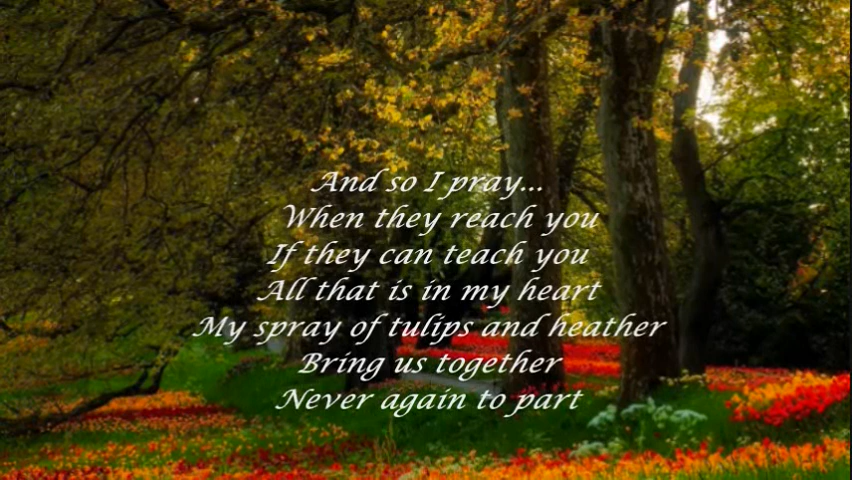 And so I pray...
When they reach you
If they can teach you
All that is in my heart
My spray of tulips and heather
Bring us together
Never again to part